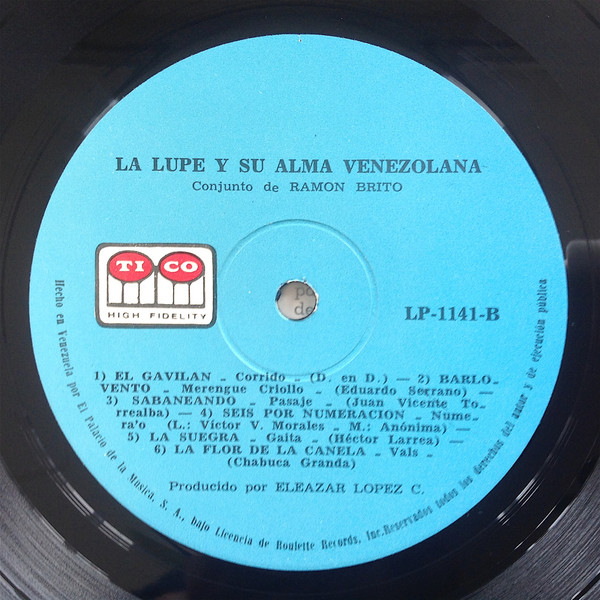 LA LUPE Y SU ALMA VENEZOLANA
Conjunto de RAMON BRITO
TICO
HIGH FIDELITY
po
de
LP-1141-B
1) EL GAVILAN - Corrido - (D. en D.) — 2) BARLO-
VENTO - Merengue Criollo - (Eduardo Serrano) —
3) SABANEANDO - Pasaje - (Juan Vicente To-
rrealba) — 4) SEIS POR NUMERACION - Nume-
ra'o (L.: Víctor V. Morales - M.: Anónima) —
5) LA SUEGRA - Gaita - (Héctor Larrea) —
6) LA FLOR DE LA CANELA - Vals -
(Chabuca Granda)
Producido por ELEAZAR LOPEZ C.
Hecho en Venezuela por El Palacio de la Musica, S. A., bajo Licencia de Roulette Records, Inc. Reservados todos los derechos del autor y de ejecución pública